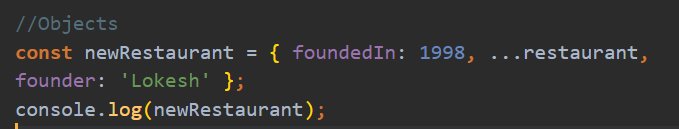 //Objects
const newRestaurant = { foundedIn: 1998, ...restaurant,
founder: 'Lokesh' };
console.log(newRestaurant);